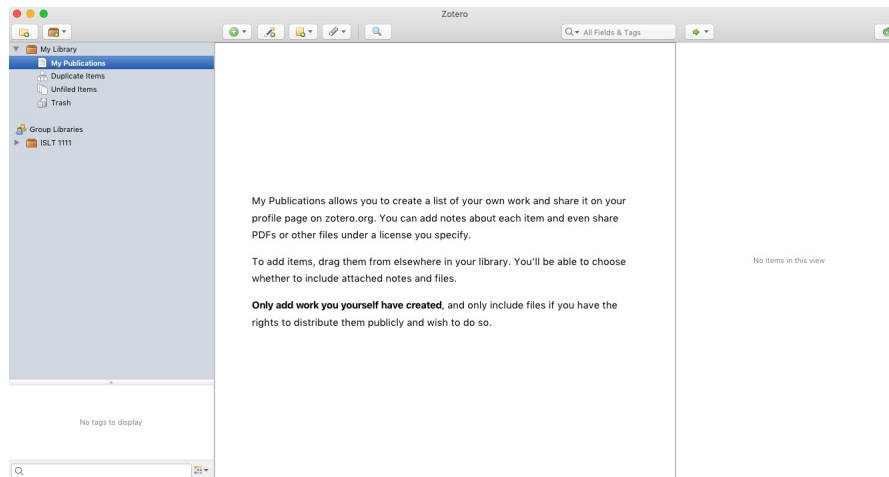 Zotero
All Fields & Tags
My Library
My Publications
Duplicate Items
Unfiled Items
Trash
Group Libraries
ISLT 1111
My Publications allows you to create a list of your own work and share it on your
profile page on zotero.org. You can add notes about each item and even share
PDFs or other files under a license you specify.
To add items, drag them from elsewhere in your library. You'll be able to choose
whether to include attached notes and files.
Only add work you yourself have created, and only include files if you have the
rights to distribute them publicly and wish to do so.
No items in this view
No tags to display